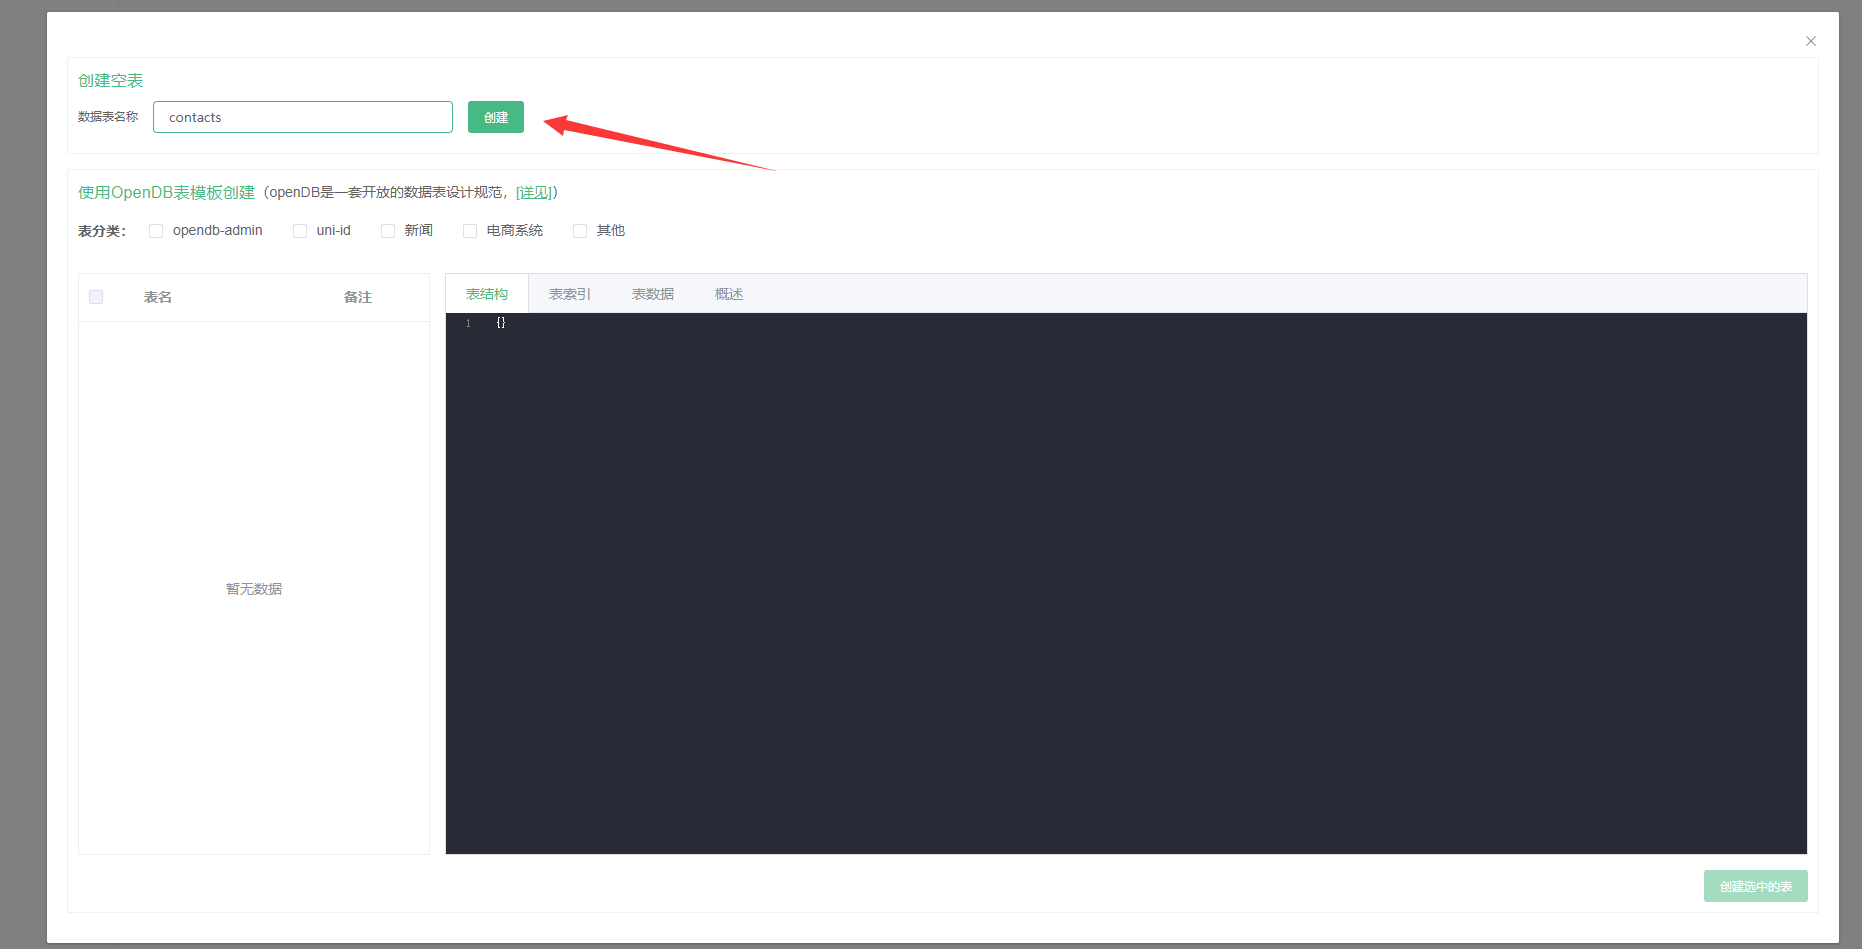 创建空表
数据表名称 contacts 创建
使用OpenDB表模板创建（openDB是一套开放的数据表设计规范，[详见]）
表分类： opendb-admin uni-id 新闻 电商系统 其他
表名 备注
暂无数据
表结构 表索引 表数据 概述
1 {}
创建选中的表